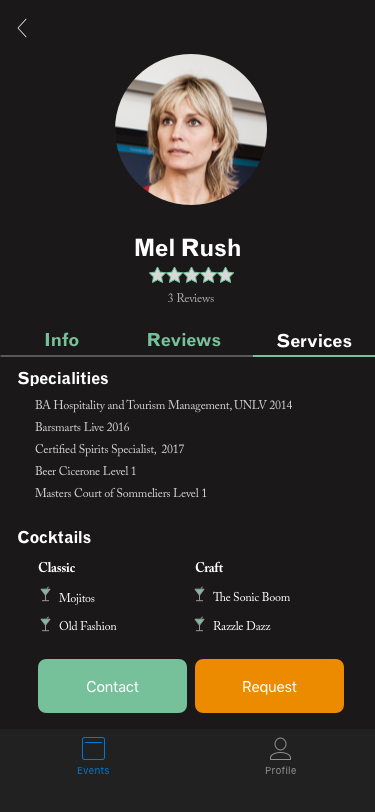 Mel Rush
3 Reviews
Info Reviews Services
Specialities
BA Hospitality and Tourism Management, UNLV 2014
Barsmarts Live 2016
Certified Spirits Specialist, 2017
Beer Cicerone Level 1
Masters Court of Sommeliers Level 1
Cocktails
Classic Craft
Mojitos The Sonic Boom
Old Fashion Razzle Dazz
Contact Request
Events Profile